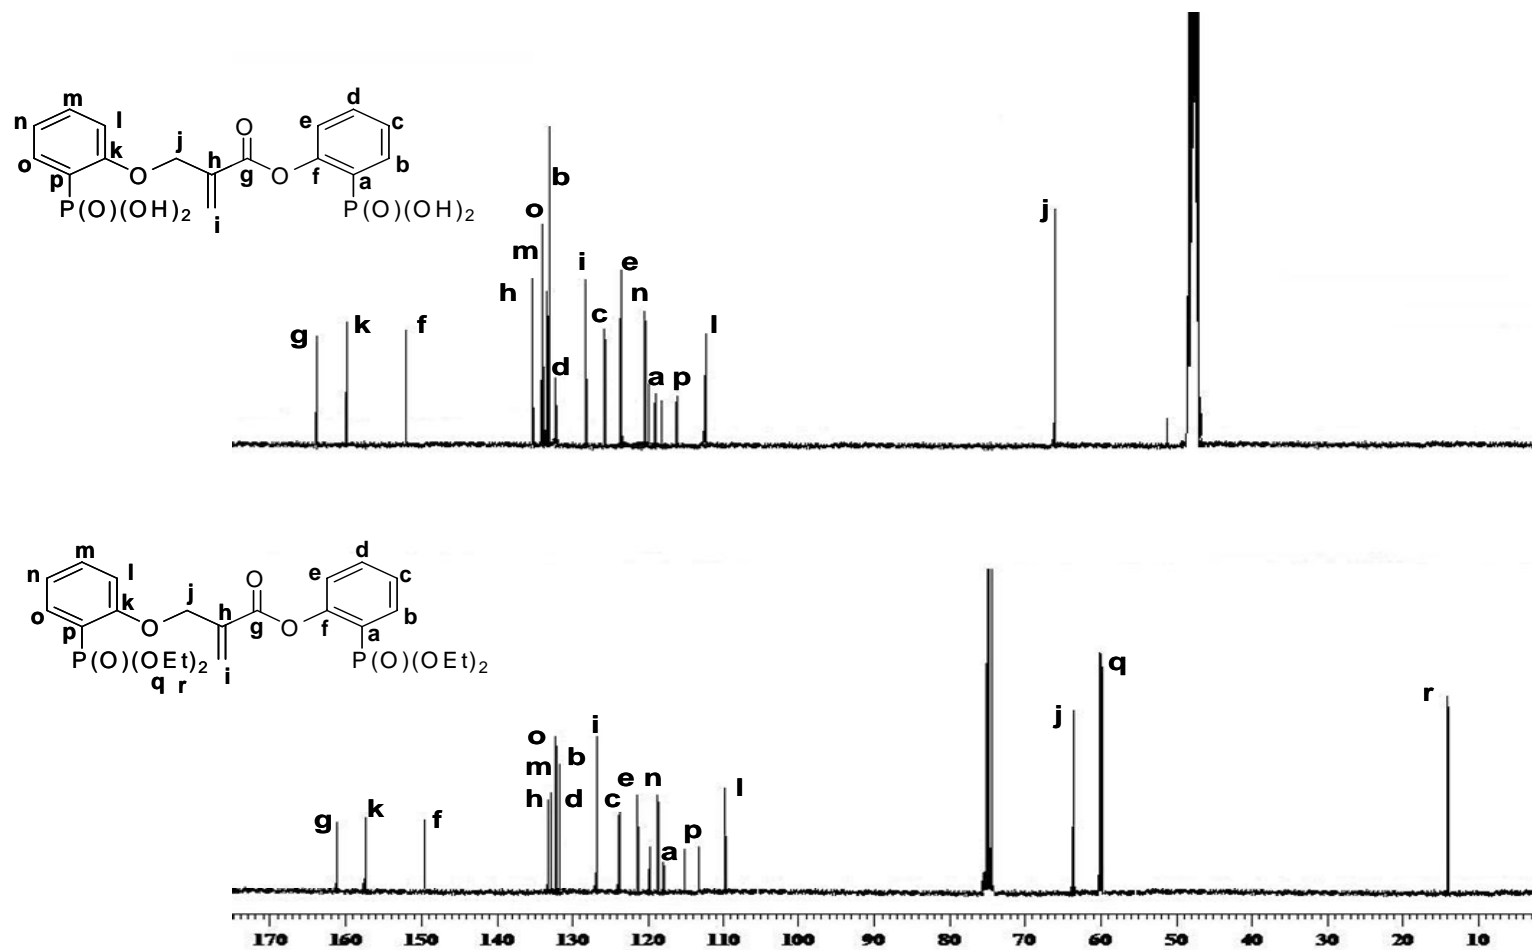 d
m
e
n
l
O
c
j
k
h
b
o
g
O
f
a
p
O
P(O)(OH)2
i
P(O)(OH)2
b
o
m
i
e
h
n
c
g
k
f
d
a
p
l
j
d
m
e
n
l
O
c
j
k
h
b
o
g
O
f
a
p
O
P(O)(OEt)2
i
P(O)(OEt)2
q r
q
r
j
i
o
b
m
e
n
h
d
c
l
g
k
f
p
a
170 160 150 140 130 120 110 100 90 80 70 60 50 40 30 20 10